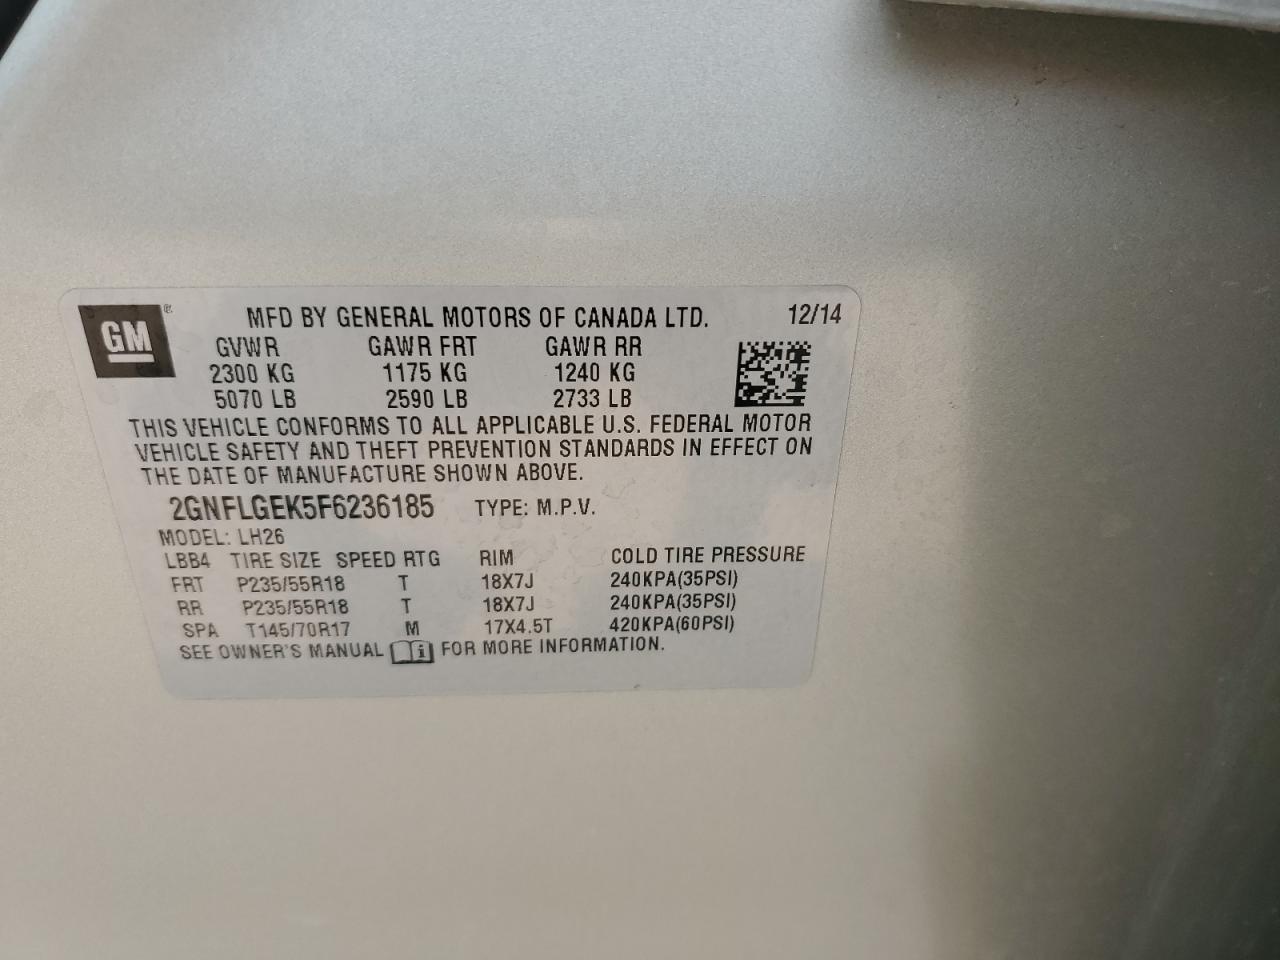 GM ®
MFD BY GENERAL MOTORS OF CANADA LTD. 12/14
GVWR GAWR FRT GAWR RR
2300 KG 1175 KG 1240 KG
5070 LB 2590 LB 2733 LB
THIS VEHICLE CONFORMS TO ALL APPLICABLE U.S. FEDERAL MOTOR
VEHICLE SAFETY AND THEFT PREVENTION STANDARDS IN EFFECT ON
THE DATE OF MANUFACTURE SHOWN ABOVE.
2GNFLGEK5F6236185 TYPE: M.P.V.
MODEL: LH26
LBB4 TIRE SIZE SPEED RTG RIM COLD TIRE PRESSURE
FRT P235/55R18 T 18X7J 240KPA(35PSI)
RR P235/55R18 T 18X7J 240KPA(35PSI)
SPA T145/70R17 M 17X4.5T 420KPA(60PSI)
SEE OWNER'S MANUAL i FOR MORE INFORMATION.